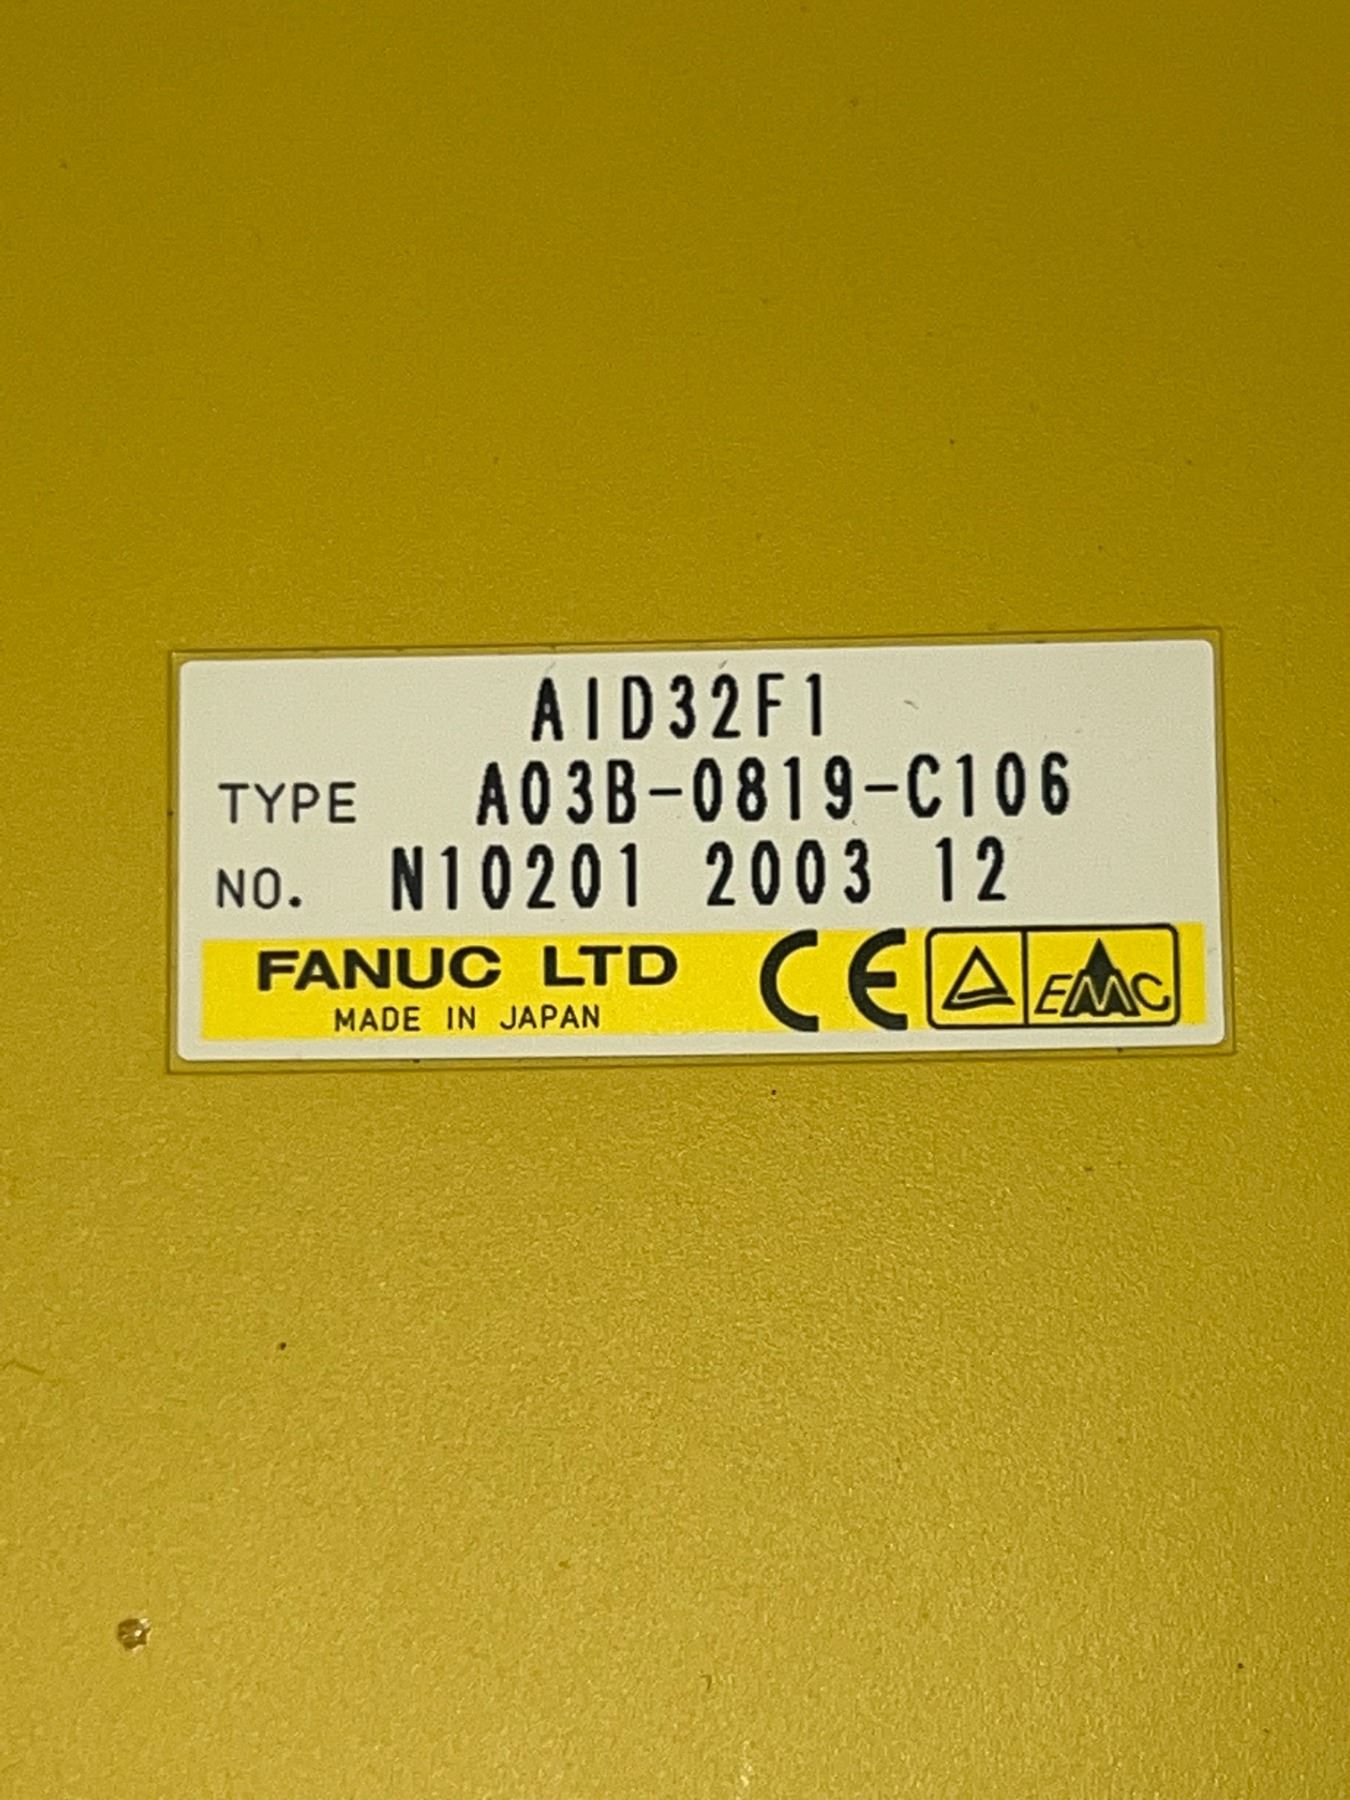 AID32F1
TYPE A03B-0819-C106
NO. N10201 2003 12
FANUC LTD
MADE IN JAPAN
CE
EMC